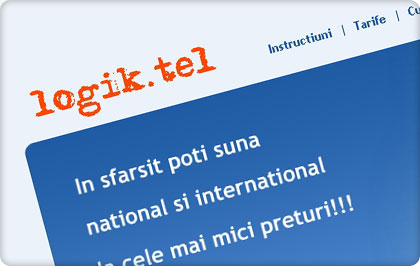 Instructiuni | Tarife |
logik.tel
In sfarsit poti suna
national si international
cele mai mici preturi!!!